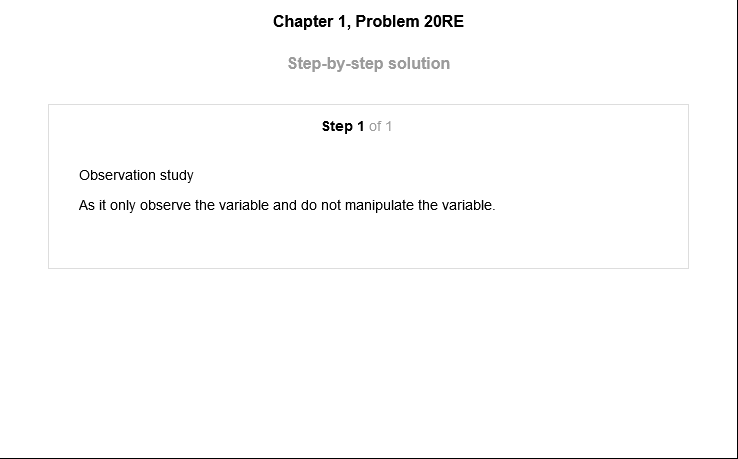 Chapter 1, Problem 20RE
Step-by-step solution
Step 1 of 1
Observation study
As it only observe the variable and do not manipulate the variable.